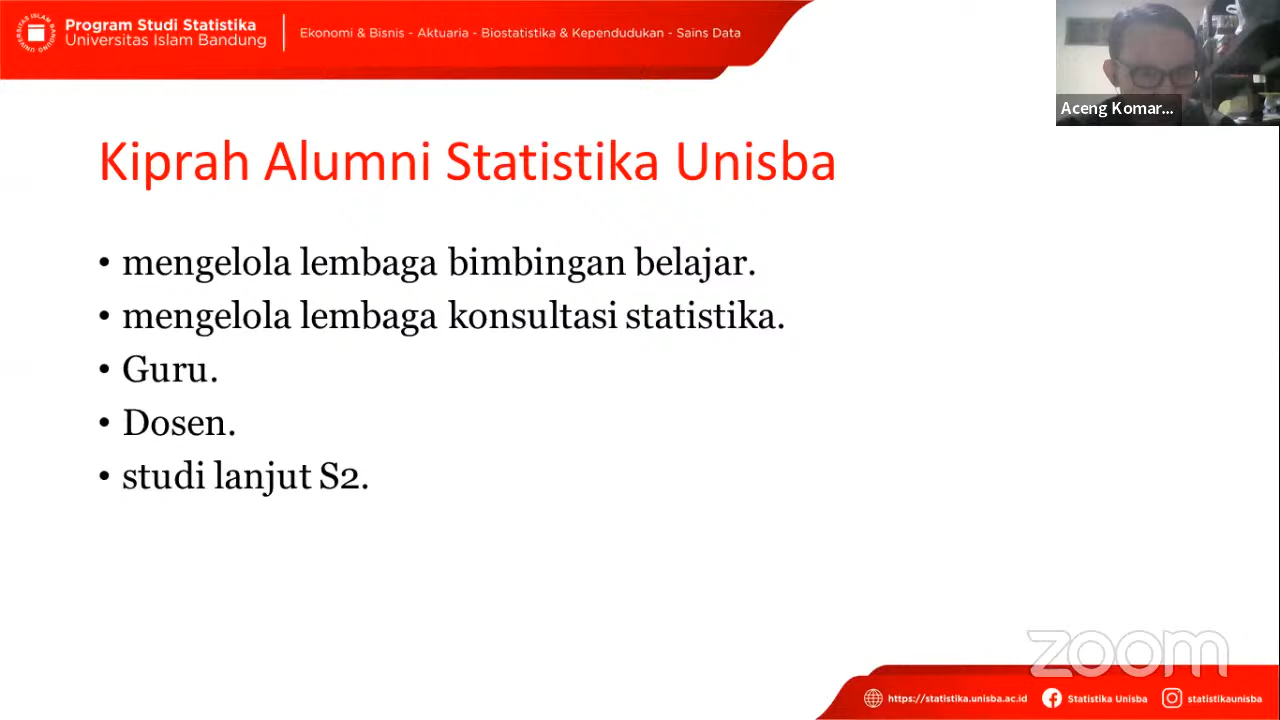 Program Studi Statistika
Universitas Islam Bandung
Ekonomi & Bisnis - Aktuaria - Biostatistika & Kependudukan - Sains Data
Aceng Komar...
Kiprah Alumni Statistika Unisba
• mengelola lembaga bimbingan belajar.
• mengelola lembaga konsultasi statistika.
• Guru.
• Dosen.
• studi lanjut S2.
zoom
https://statistika.unisba.ac.id
Statistika Unisba
statistikaunisba